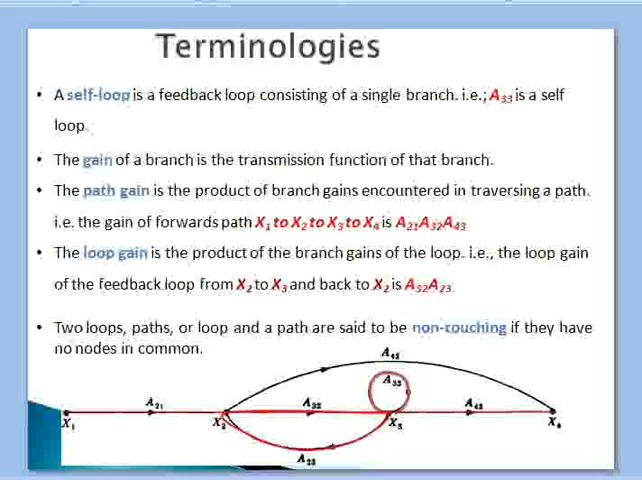 Terminologies
• A self-loop is a feedback loop consisting of a single branch. i.e.; A33 is a self
loop.
• The gain of a branch is the transmission function of that branch.
• The path gain is the product of branch gains encountered in traversing a path.
i.e. the gain of forwards path X1 to X2 to X3 to X4 is A21A32A43
• The loop gain is the product of the branch gains of the loop. i.e., the loop gain
of the feedback loop from X2 to X3 and back to X2 is A32A23.
• Two loops, paths, or loop and a path are said to be non-touching if they have
no nodes in common.
A42
A33
A21 A32 A43
X1 X2 X3 X4
A23